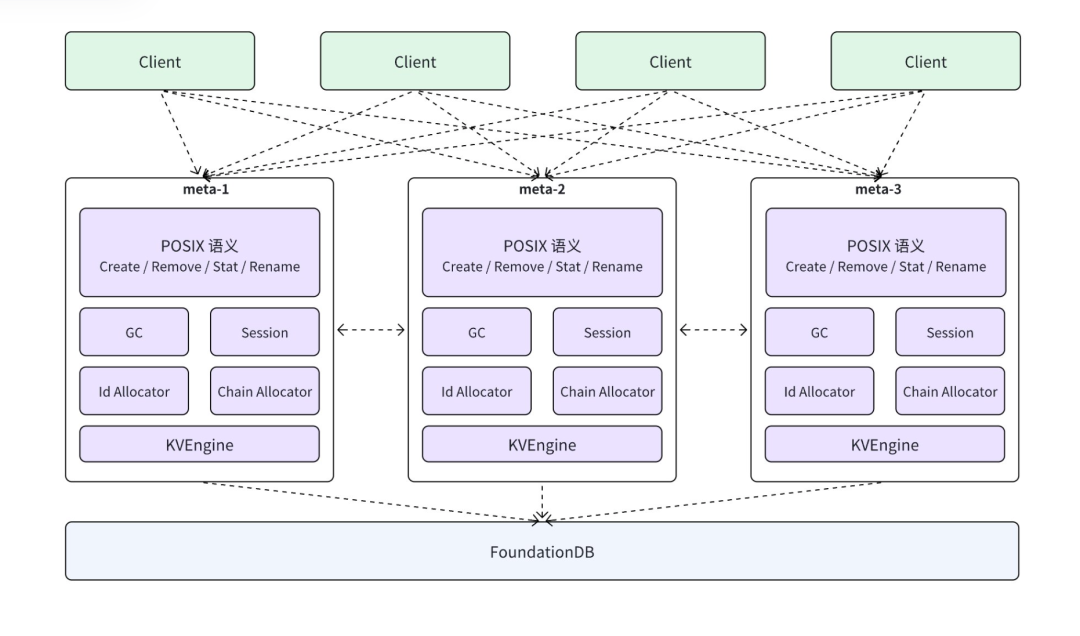 Client
Client
Client
Client
meta-1
meta-2
meta-3
POSIX 语义
Create / Remove / Stat / Rename
POSIX 语义
Create / Remove / Stat / Rename
POSIX 语义
Create / Remove / Stat / Rename
GC
Session
GC
Session
GC
Session
Id Allocator
Chain Allocator
Id Allocator
Chain Allocator
Id Allocator
Chain Allocator
KVEngine
KVEngine
KVEngine
FoundationDB